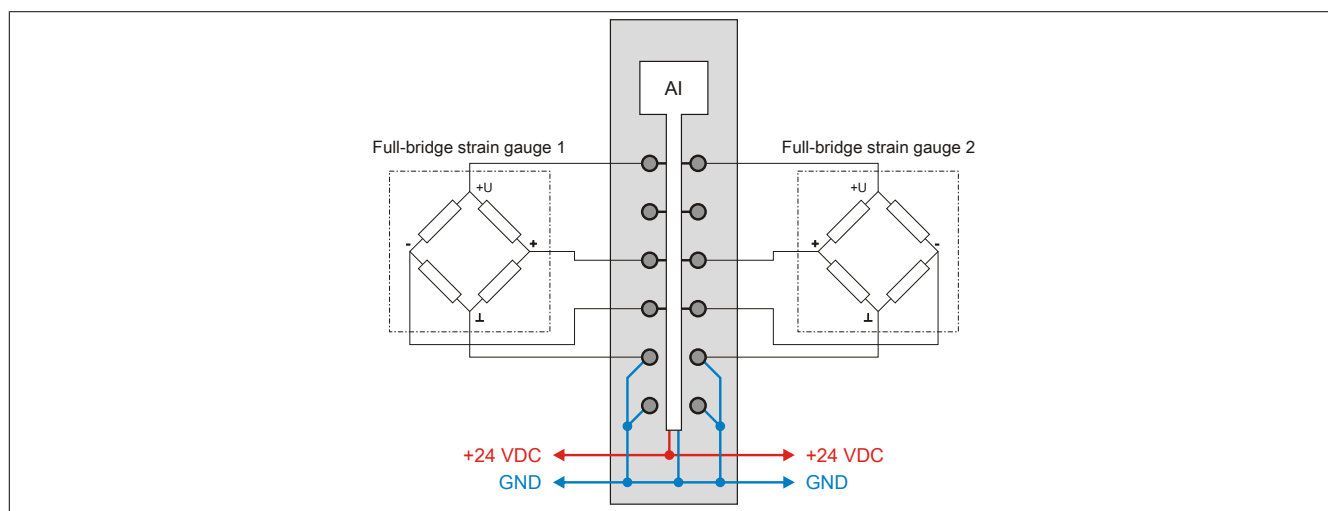 AI
Full-bridge strain gauge 1
Full-bridge strain gauge 2
+U
+U
-
+
+
-
⊥
⊥
+24 VDC
+24 VDC
GND
GND